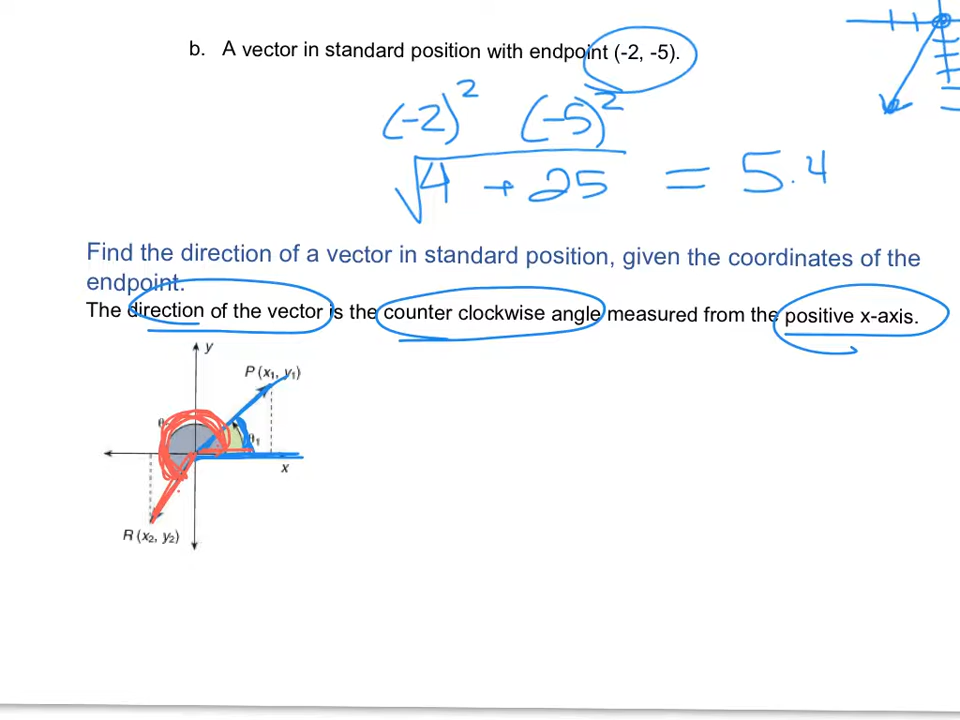 b. A vector in standard position with endpoint (-2, -5).
(-2)² (-5)²
√4 + 25 = 5.4
Find the direction of a vector in standard position, given the coordinates of the
endpoint.
The direction of the vector is the counter clockwise angle measured from the positive x-axis.
y
P (x₁, y₁)
θ₁
x
R (x₂, y₂)